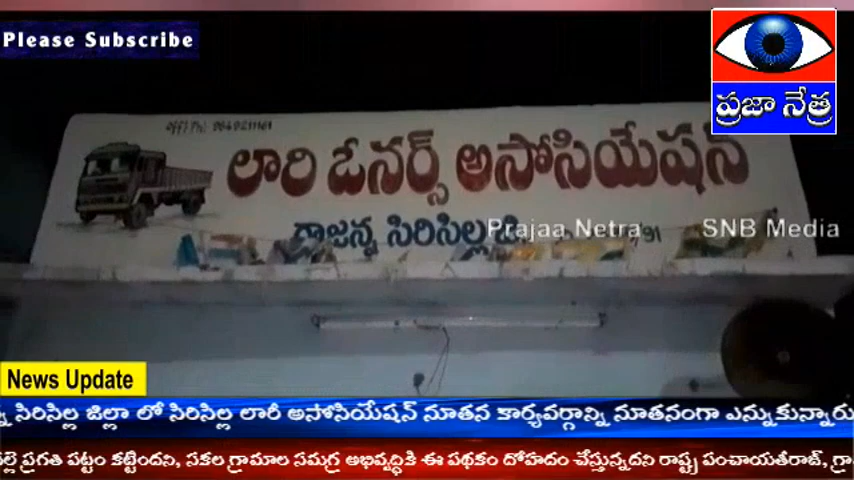 Please Subscribe
ప్రజా నేత్ర
లారి ఓనర్స్ అసోసియేషన్
రాజన్న సిరిసిల్ల
Prajaa Netra
SNB Media
News Update
సిరిసిల్ల జిల్లా లో సిరిసిల్ల లారీ అసోసియేషన్ నూతన కార్యవర్గాన్ని నూతనంగా ఎన్నుకున్నారు
ప్రగతి పట్టం కట్టిందని, సకల గ్రామాల సమగ్ర అభివృద్ధికి ఈ పథకం దోహదం చేస్తున్నదని రాష్ట్ర పంచాయతీరాజ్,